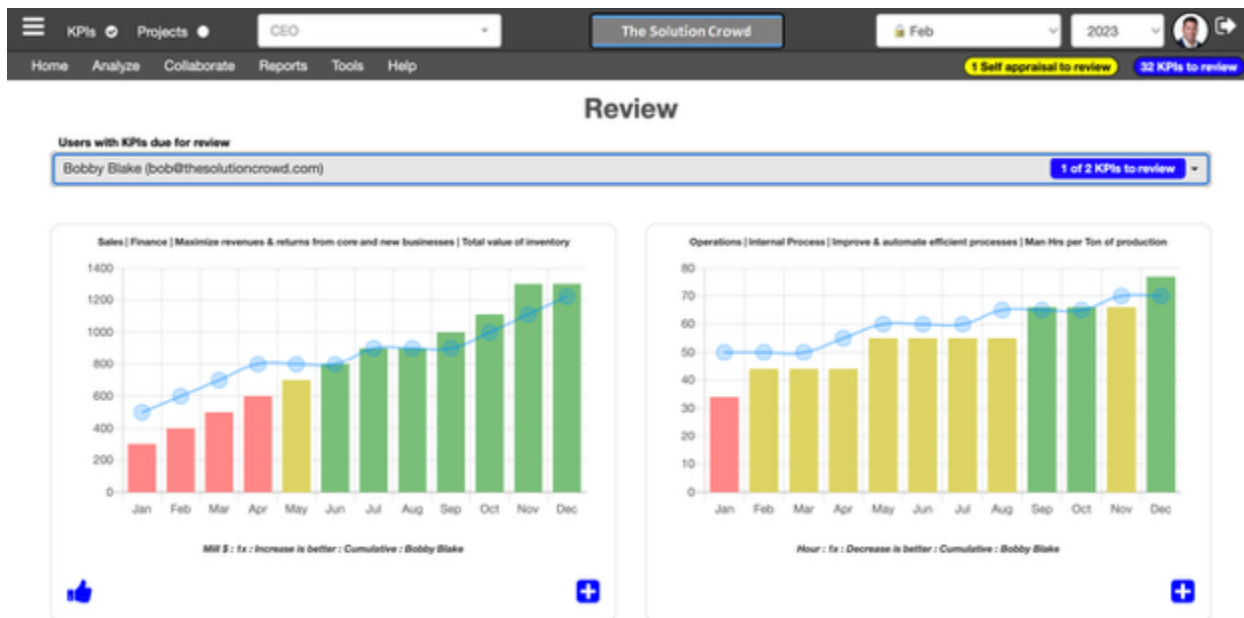 KPIs Projects CEO The Solution Crowd Feb 2023
Home Analyze Collaborate Reports Tools Help 1 Self appraisal to review 32 KPIs to review
Review
Users with KPIs due for review
Bobby Blake (bob@thesolutioncrowd.com) 1 of 2 KPIs to review
Sales | Finance | Maximize revenues & returns from core and new businesses | Total value of inventory
1400
1200
1000
800
600
400
200
0
Jan Feb Mar Apr May Jun Jul Aug Sep Oct Nov Dec
Mill $ : 1x : Increase is better : Cumulative : Bobby Blake
Operations | Internal Process | Improve & automate efficient processes | Man Hrs per Ton of production
80
70
60
50
40
30
20
10
0
Jan Feb Mar Apr May Jun Jul Aug Sep Oct Nov Dec
Hour : 1x : Decrease is better : Cumulative : Bobby Blake